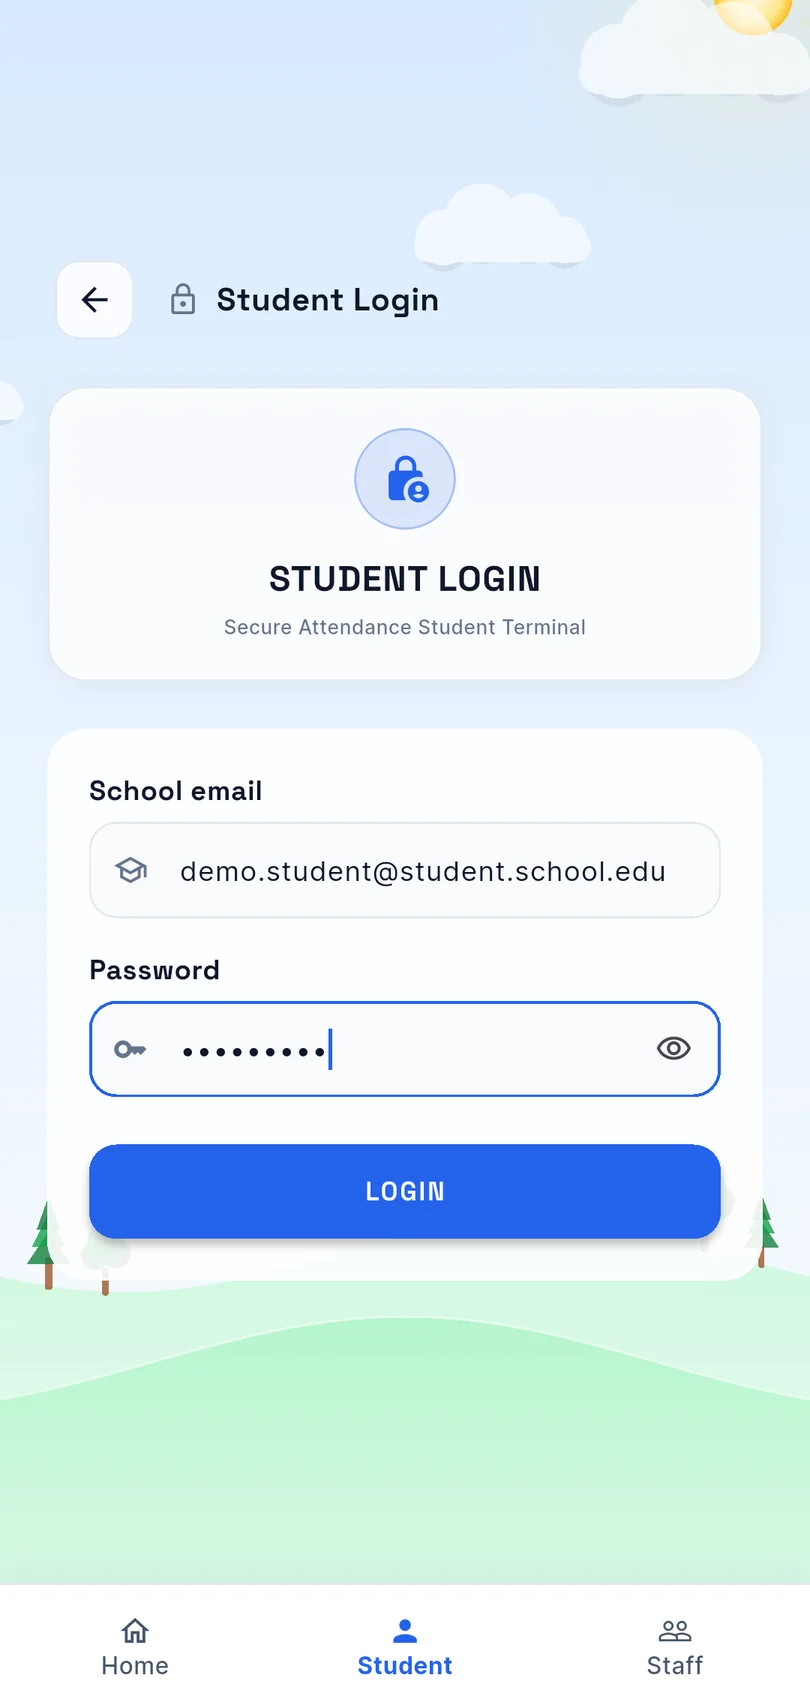 Student Login
STUDENT LOGIN
Secure Attendance Student Terminal
School email
demo.student@student.school.edu
Password
•••••••••
LOGIN
Home
Student
Staff